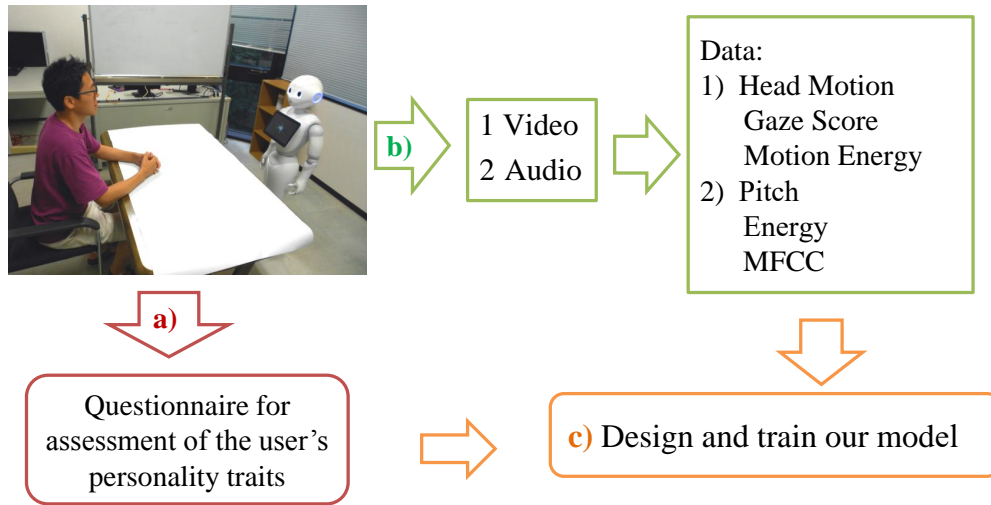 b)
1 Video
2 Audio
Data:
1) Head Motion
Gaze Score
Motion Energy
2) Pitch
Energy
MFCC
a)
Questionnaire for
assessment of the user’s
personality traits
c) Design and train our model